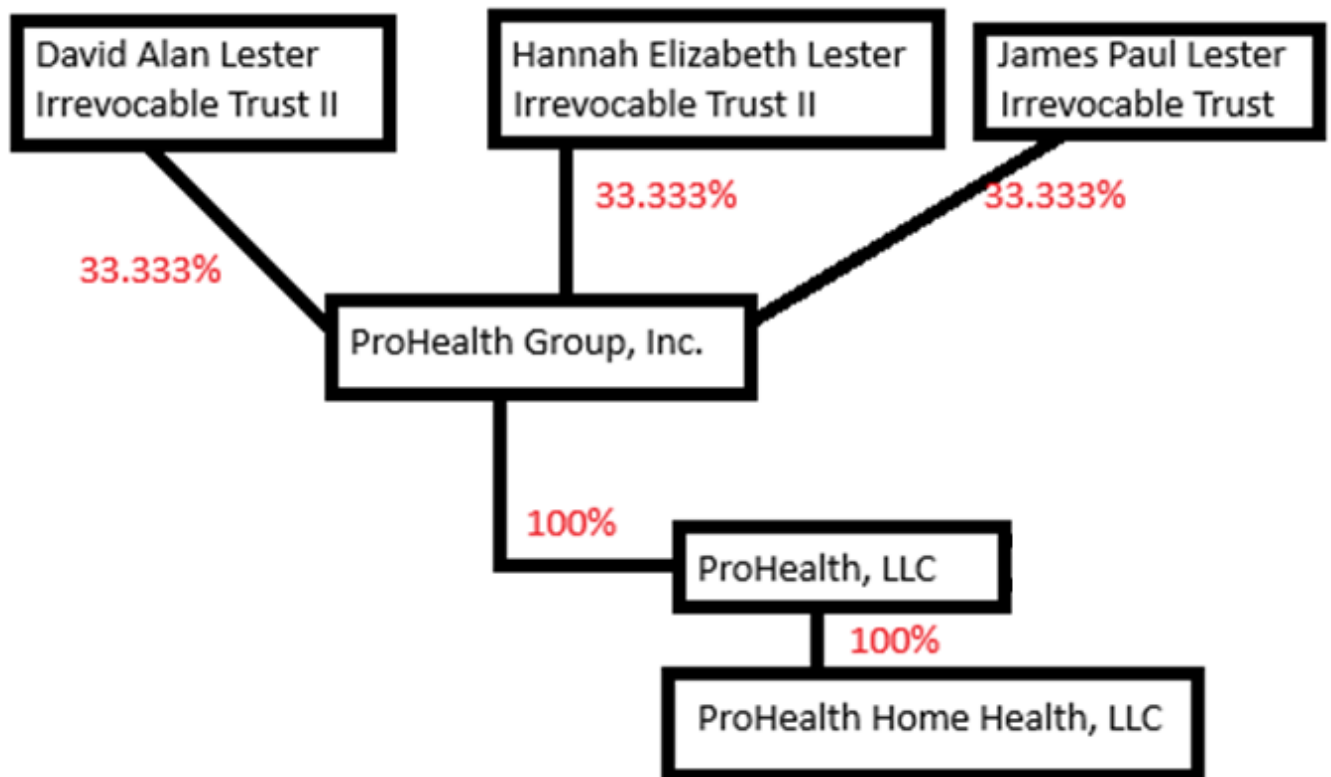 David Alan Lester
Irrevocable Trust II
Hannah Elizabeth Lester
Irrevocable Trust II
James Paul Lester
Irrevocable Trust
33.333%
33.333%
33.333%
ProHealth Group, Inc.
100%
ProHealth, LLC
100%
ProHealth Home Health, LLC